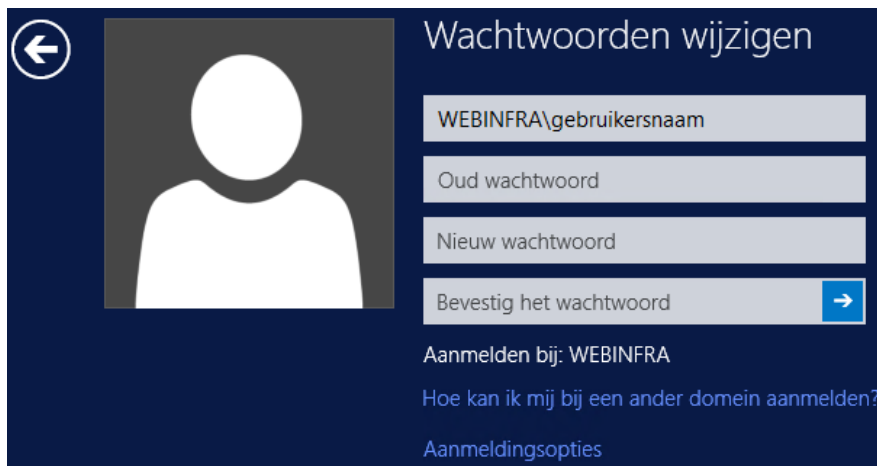 Wachtwoorden wijzigen
WEBINFRA\gebruikersnaam
Oud wachtwoord
Nieuw wachtwoord
Bevestig het wachtwoord
Aanmelden bij: WEBINFRA
Hoe kan ik mij bij een ander domein aanmelden?
Aanmeldingsopties